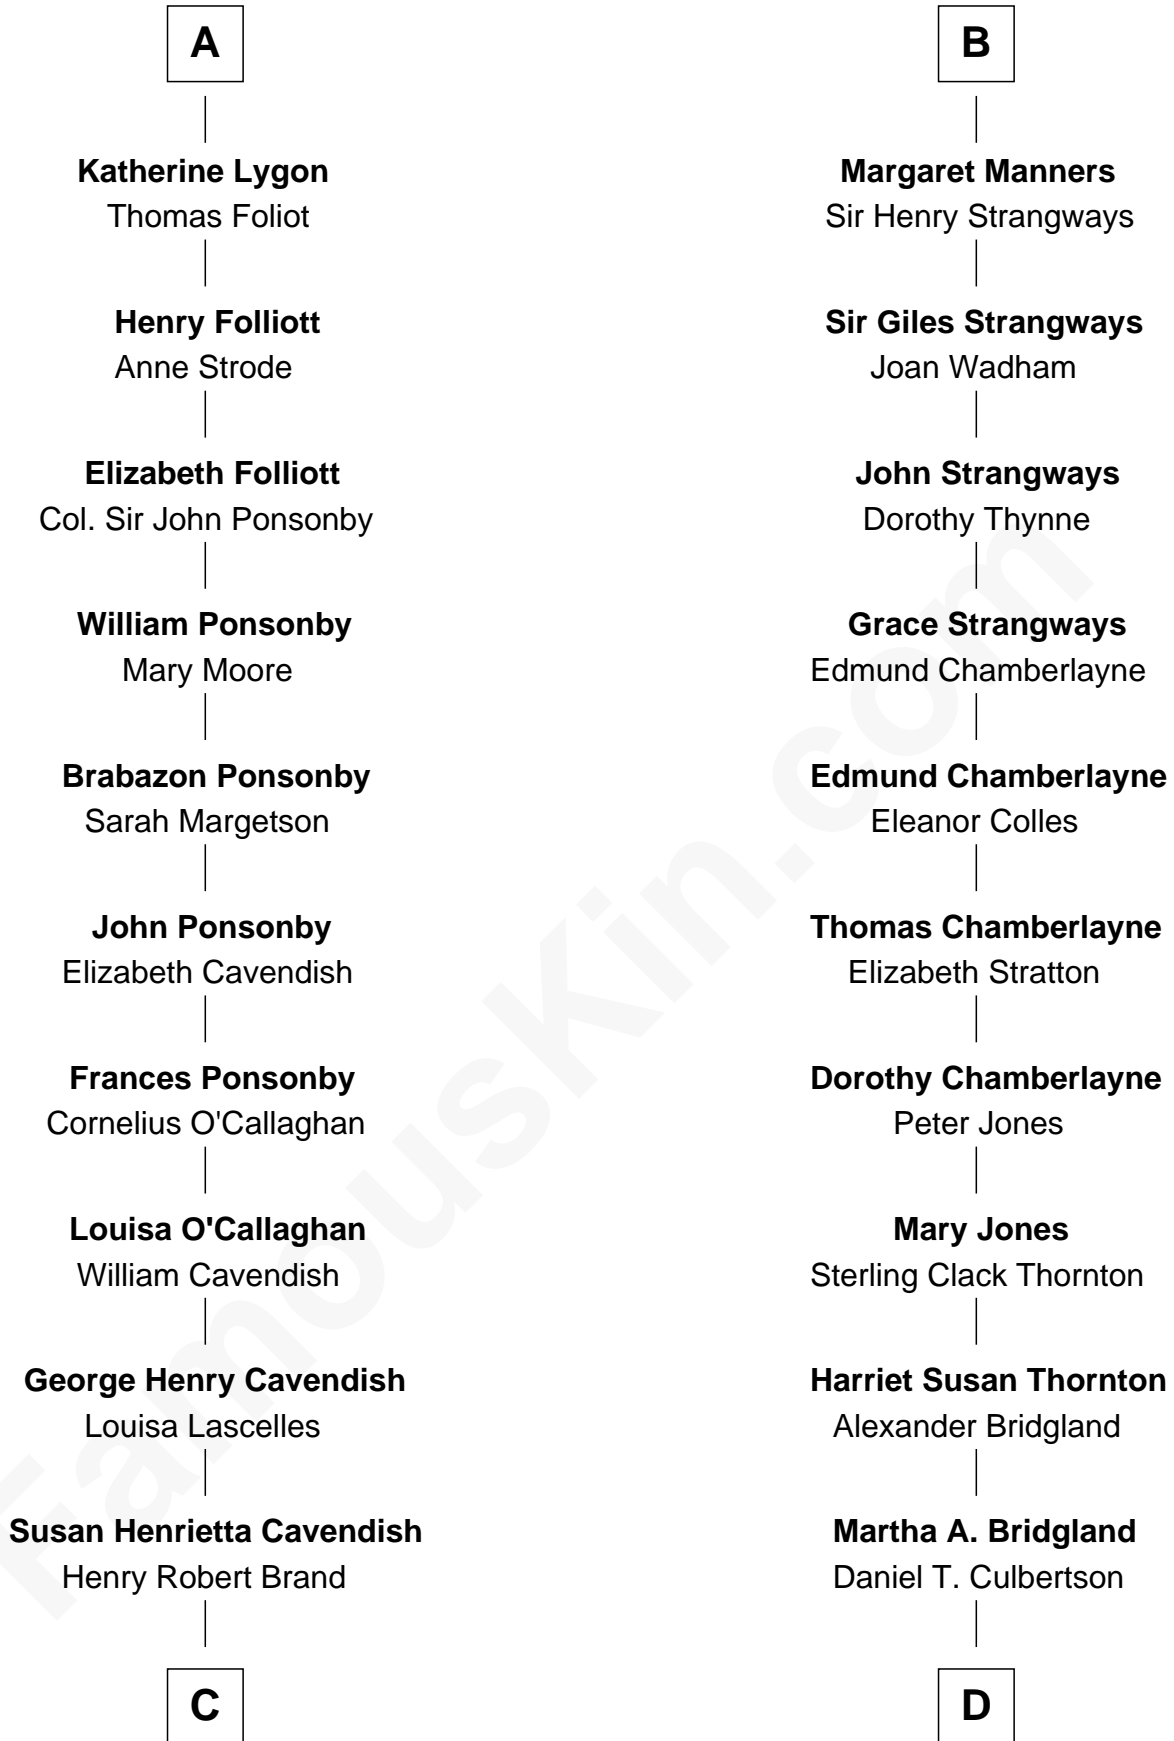 A
Katherine Lygon
Thomas Foliot
Henry Folliott
Anne Strode
Elizabeth Folliott
Col. Sir John Ponsonby
William Ponsonby
Mary Moore
Brabazon Ponsonby
Sarah Margetson
John Ponsonby
Elizabeth Cavendish
Frances Ponsonby
Cornelius O'Callaghan
Louisa O'Callaghan
William Cavendish
George Henry Cavendish
Louisa Lascelles
Susan Henrietta Cavendish
Henry Robert Brand
C
B
Margaret Manners
Sir Henry Strangways
Sir Giles Strangways
Joan Wadham
John Strangways
Dorothy Thynne
Grace Strangways
Edmund Chamberlayne
Edmund Chamberlayne
Eleanor Colles
Thomas Chamberlayne
Elizabeth Stratton
Dorothy Chamberlayne
Peter Jones
Mary Jones
Sterling Clack Thornton
Harriet Susan Thornton
Alexander Bridgland
Martha A. Bridgland
Daniel T. Culbertson
D
FamousKin.com